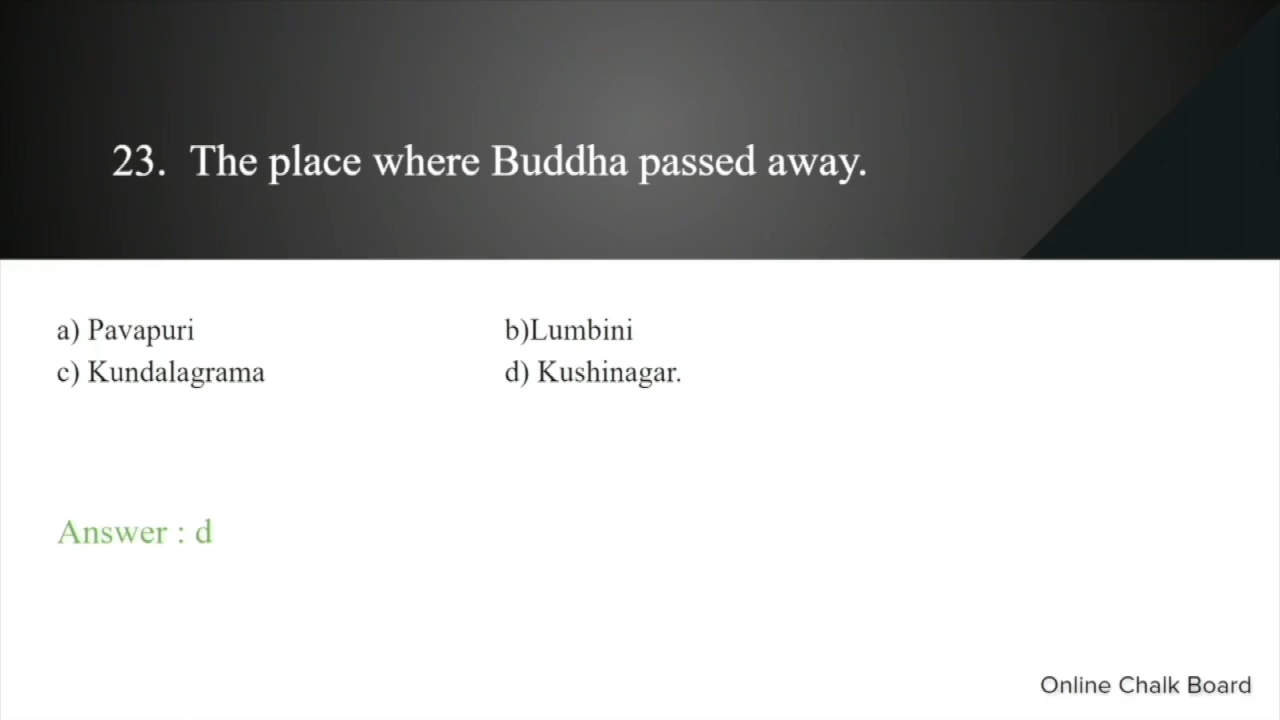 23. The place where Buddha passed away.
a) Pavapuri b)Lumbini
c) Kundalagrama d) Kushinagar.
Answer : d
Online Chalk Board